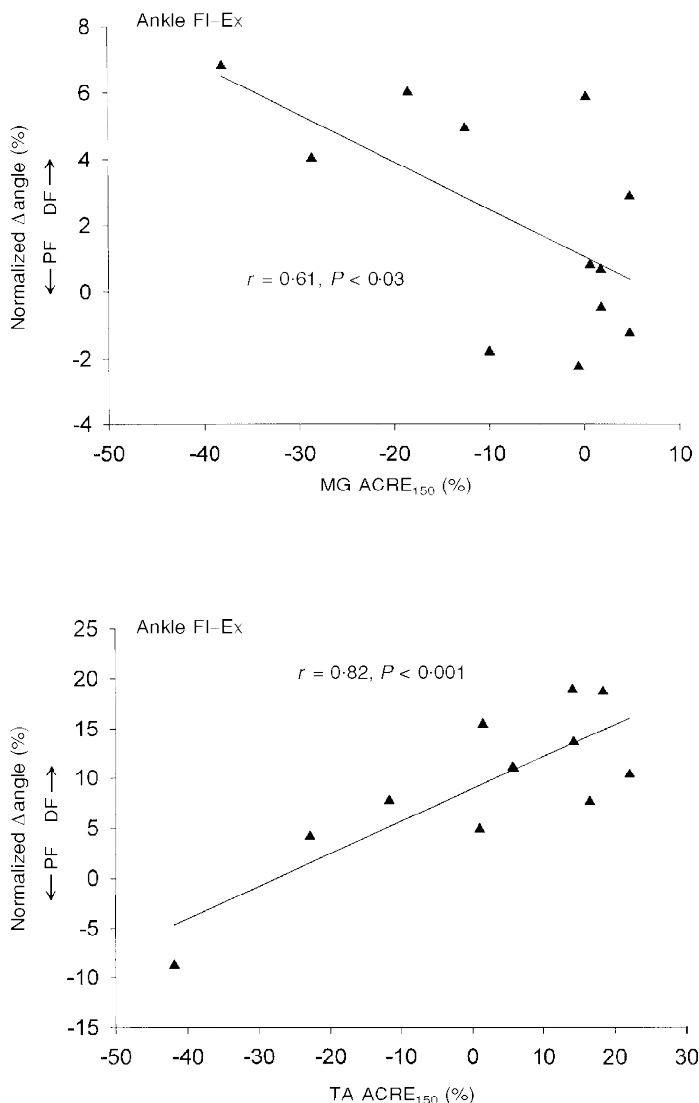 Ankle Fl–Ex
8
6
4
2
0
-2
-4
Normalized Δ angle (%)
← PF DF →
r = 0·61, P < 0·03
-50 -40 -30 -20 -10 0 10
MG ACRE₁₅₀ (%)
Ankle Fl–Ex
25
20
15
10
5
0
-5
-10
-15
Normalized Δ angle (%)
← PF DF →
r = 0·82, P < 0·001
-50 -40 -30 -20 -10 0 10 20 30
TA ACRE₁₅₀ (%)